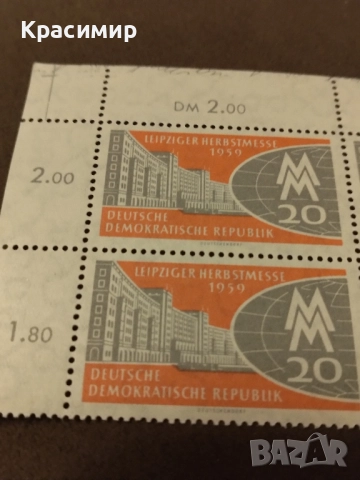 Красимир
DM 2.00
2.00
LEIPZIGER HERBSTMESSE
1959
MM
20
DEUTSCHE
DEMOKRATISCHE REPUBLIK
1.80
LEIPZIGER HERBSTMESSE
1959
MM
20
DEUTSCHE
DEMOKRATISCHE REPUBLIK
BAZAR